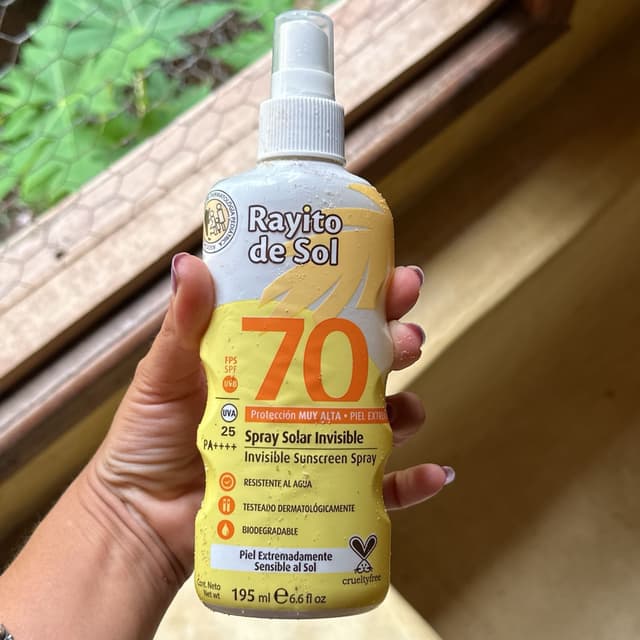 Rayito
de Sol
70
FPS
SPF
UVB
Protección MUY ALTA • PIEL
UVA
25
PA++++
Spray Solar Invisible
Invisible Sunscreen Spray
RESISTENTE AL AGUA
TESTEADO DERMATOLÓGICAMENTE
BIODEGRADABLE
Piel Extremadamente
Sensible al Sol
crueltyfree
Cont. Neto
Net wt
195 ml e 6.6 fl oz